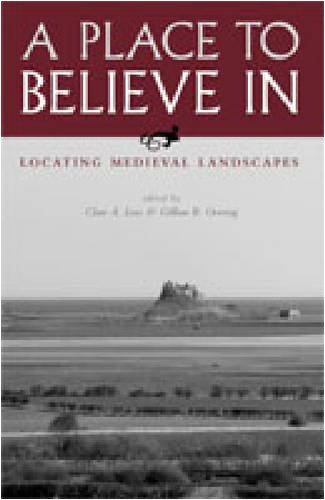 A PLACE TO
BELIEVE IN
LOCATING MEDIEVAL LANDSCAPES
edited by
Clare A. Lees & Gillian R. Overing